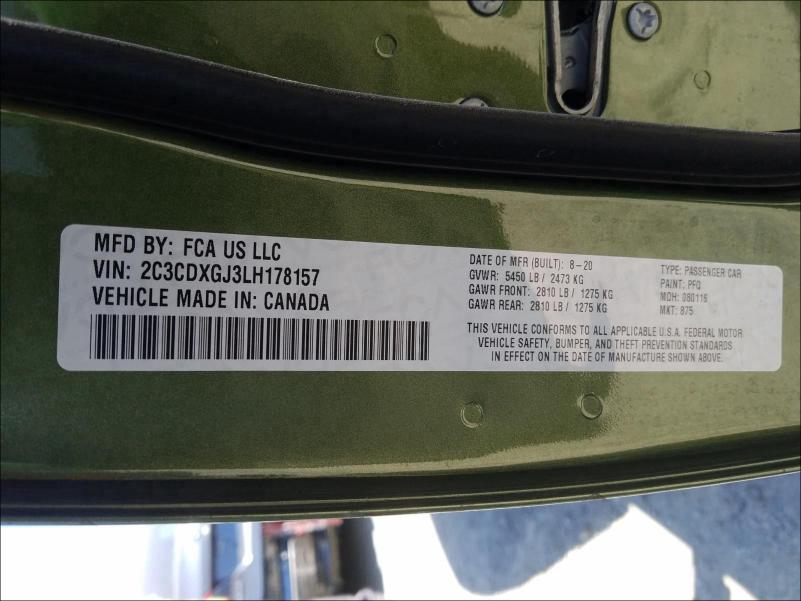 MFD BY: FCA US LLC
VIN: 2C3CDXGJ3LH178157
VEHICLE MADE IN: CANADA
DATE OF MFR (BUILT): 8-20
GVWR: 5450 LB / 2473 KG
GAWR FRONT: 2810 LB / 1275 KG
GAWR REAR: 2810 LB / 1275 KG
TYPE: PASSENGER CAR
PAINT: PFQ
MDH: 080116
MKT: 875
THIS VEHICLE CONFORMS TO ALL APPLICABLE U.S.A. FEDERAL MOTOR
VEHICLE SAFETY, BUMPER, AND THEFT PREVENTION STANDARDS
IN EFFECT ON THE DATE OF MANUFACTURE SHOWN ABOVE.